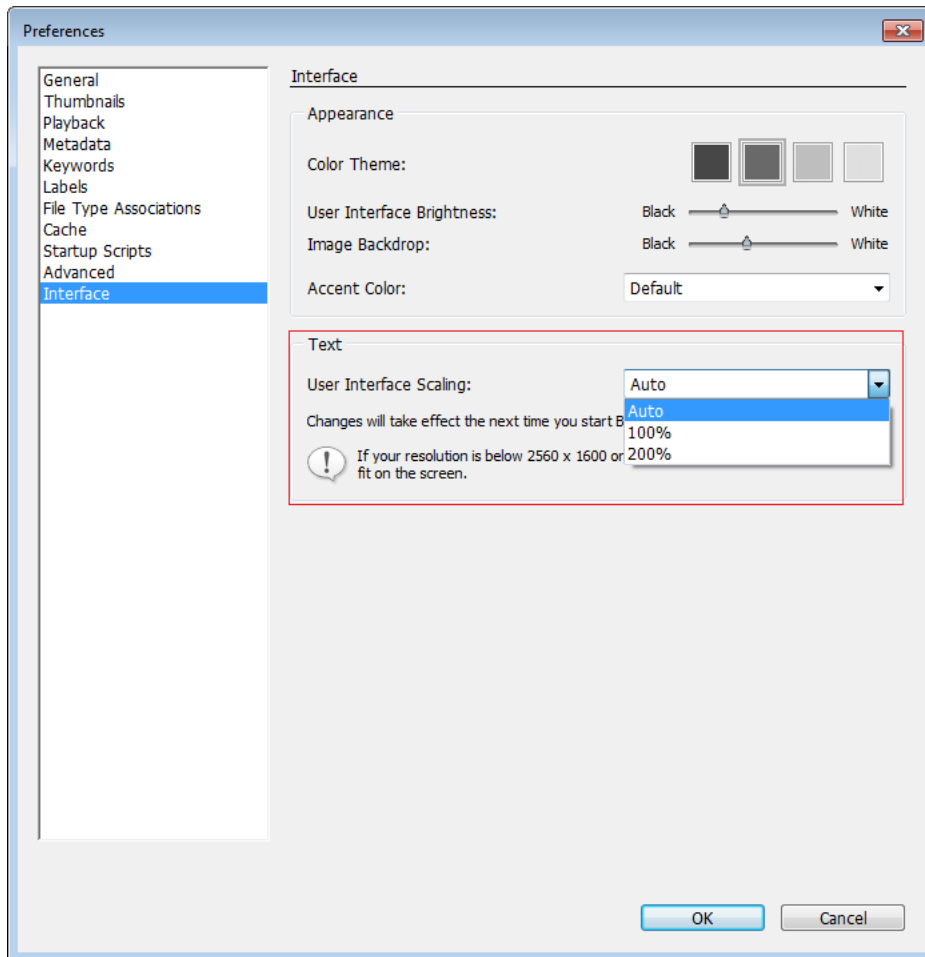 Preferences
General
Thumbnails
Playback
Metadata
Keywords
Labels
File Type Associations
Cache
Startup Scripts
Advanced
Interface
Interface
Appearance
Color Theme:
User Interface Brightness: Black White
Image Backdrop: Black White
Accent Color: Default
Text
User Interface Scaling: Auto
Auto
100%
200%
Changes will take effect the next time you start B
If your resolution is below 2560 x 1600 or
fit on the screen.
OK Cancel